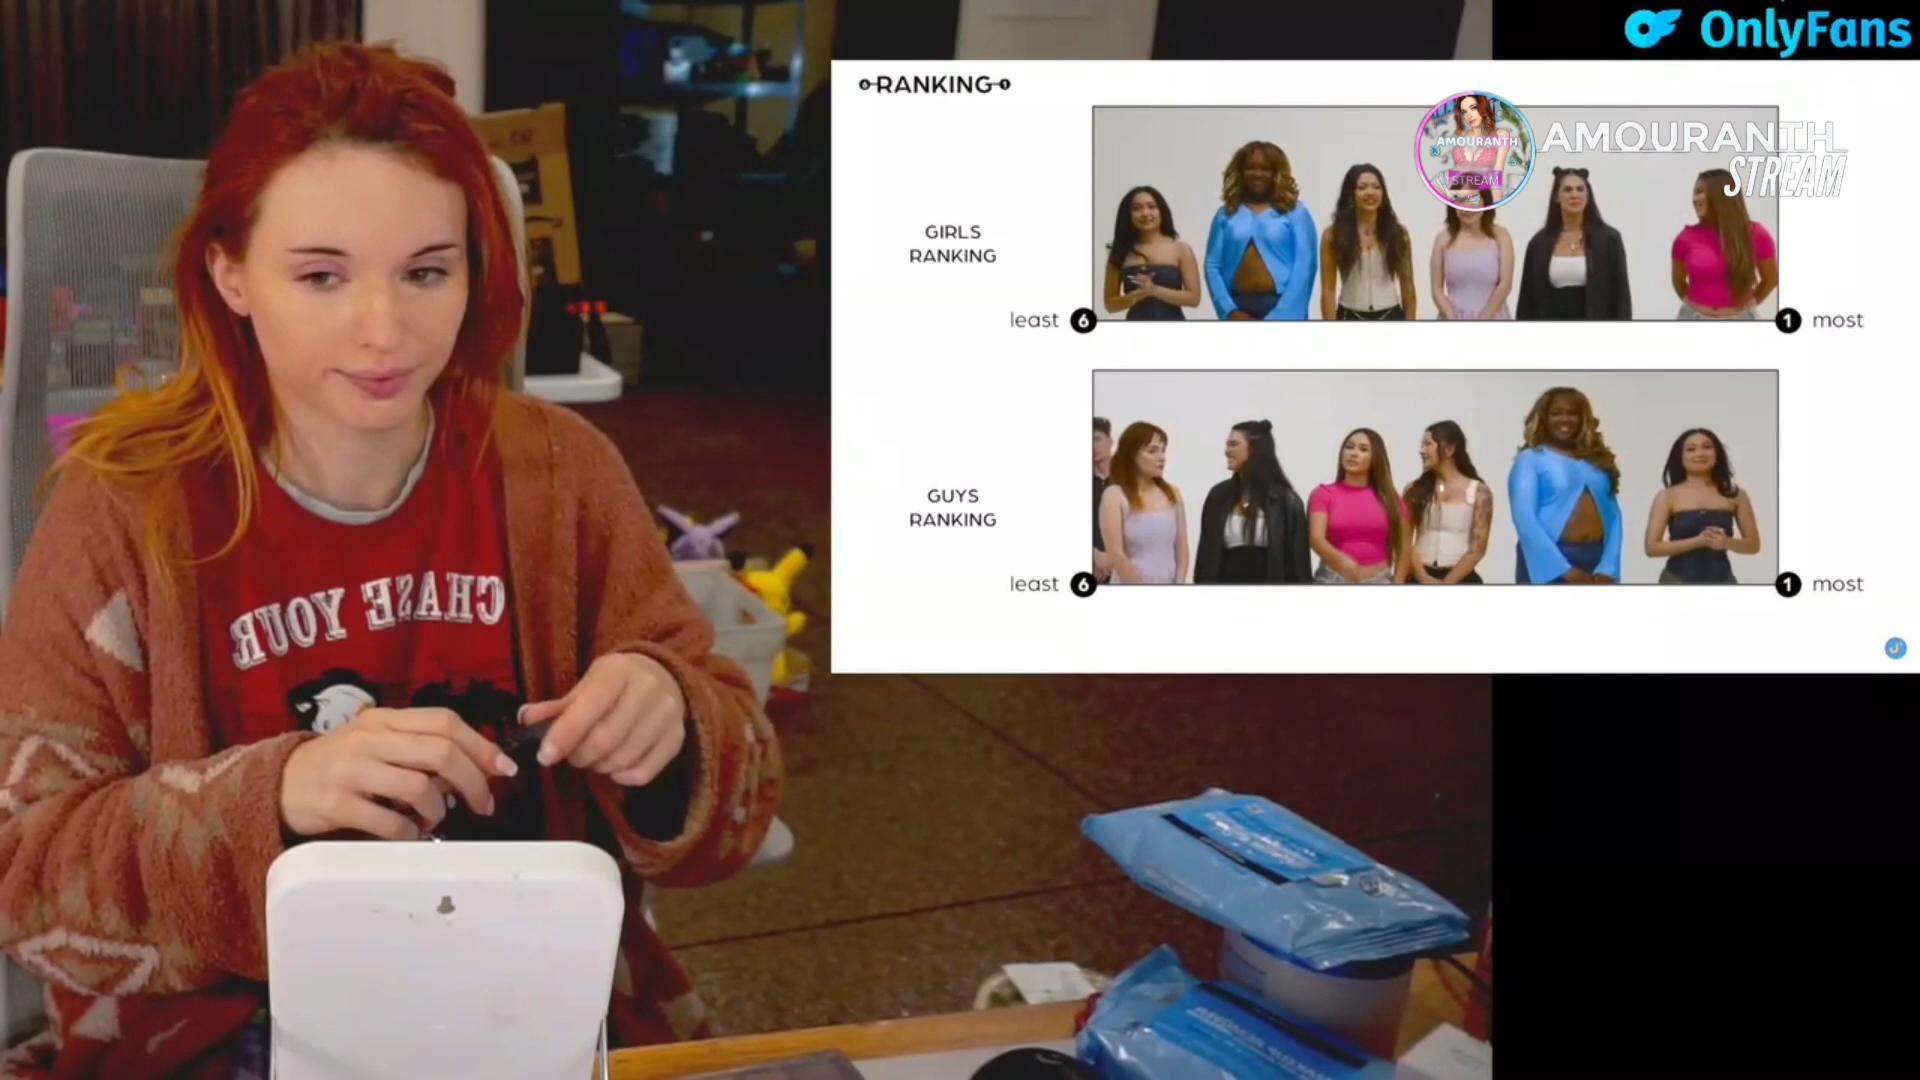 OnlyFans
RANKING
AMOURANTH
STREAM
AMOURANTH
STREAM
GIRLS
RANKING
least 6
1 most
GUYS
RANKING
least 6
1 most
CHASE YOUR